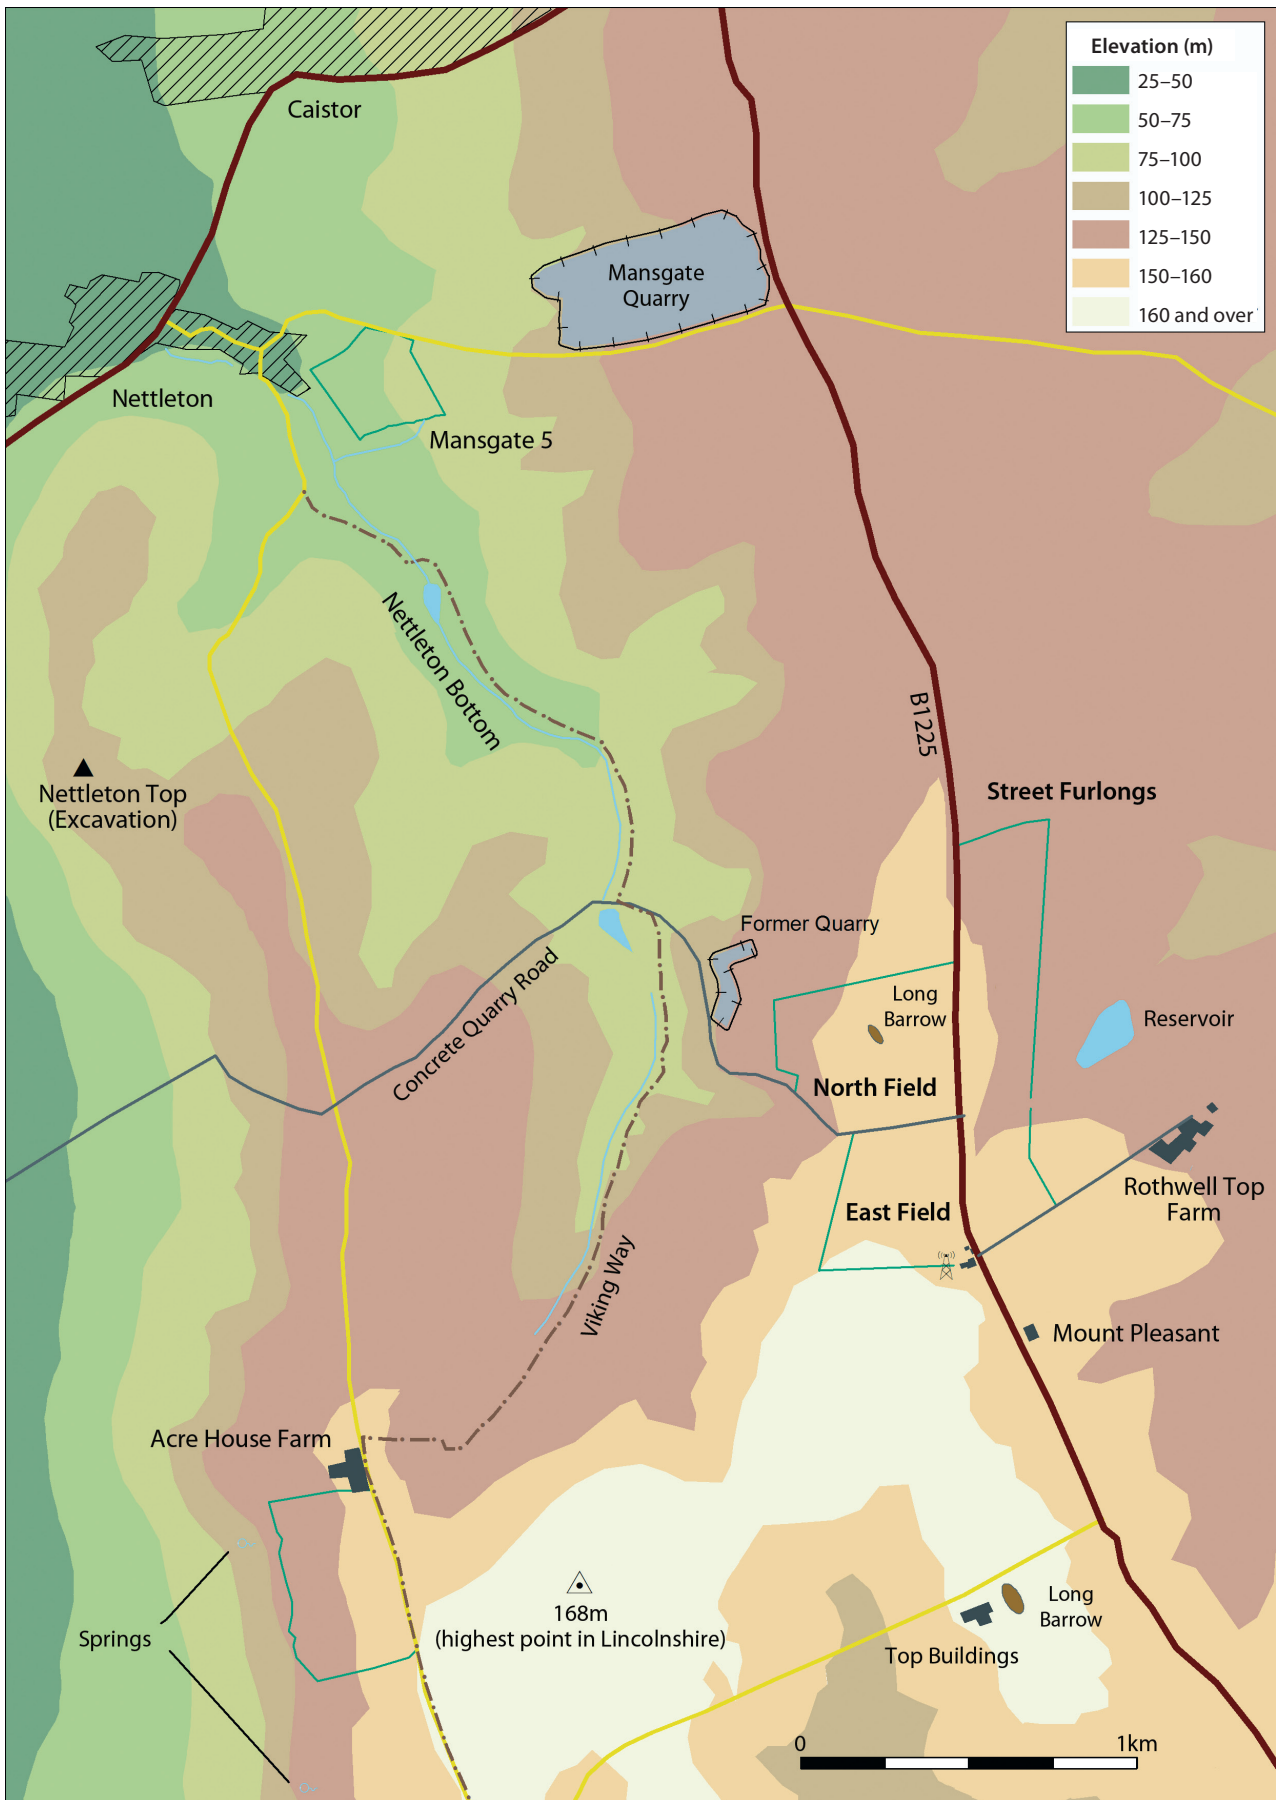 Elevation (m)
25–50
50–75
75–100
100–125
125–150
150–160
160 and over
Caistor
Mansgate
Quarry
Nettleton
Mansgate 5
Nettleton Bottom
B1225
Nettleton Top
(Excavation)
Street Furlongs
Former Quarry
Long
Barrow
Reservoir
Concrete Quarry Road
North Field
Rothwell Top
Farm
East Field
Viking Way
Mount Pleasant
Acre House Farm
168m
(highest point in Lincolnshire)
Long
Barrow
Springs
Top Buildings
0
1km